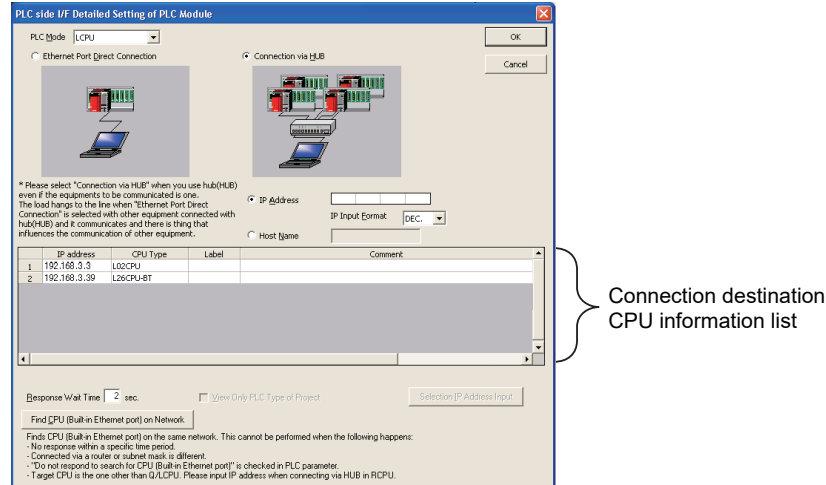 PLC side I/F Detailed Setting of PLC Module
PLC Mode LCPU
OK
Cancel
Ethernet Port Direct Connection
Connection via HUB
* Please select "Connection via HUB" when you use hub(HUB)
even if the equipments to be communicated is one.
The load hangs to the line when "Ethernet Port Direct
Connection" is selected with other equipment connected with
hub(HUB) and it communicates and there is thing that
influences the communication of other equipment.
IP Address
IP Input Format DEC.
Host Name
IP address CPU Type Label Comment
1 192.168.3.3 L02CPU
2 192.168.3.39 L26CPU-BT
Connection destination
CPU information list
Response Wait Time 2 sec.
View Only PLC Type of Project
Selection IP Address Input
Find CPU (Built-in Ethernet port) on Network
Finds CPU (Built-in Ethernet port) on the same network. This cannot be performed when the following happens:
- No response within a specific time period.
- Connected via a router or subnet mask is different.
- "Do not respond to search for CPU (Built-in Ethernet port)" is checked in PLC parameter.
- Target CPU is the one other than Q/LCPU. Please input IP address when connecting via HUB in RCPU.